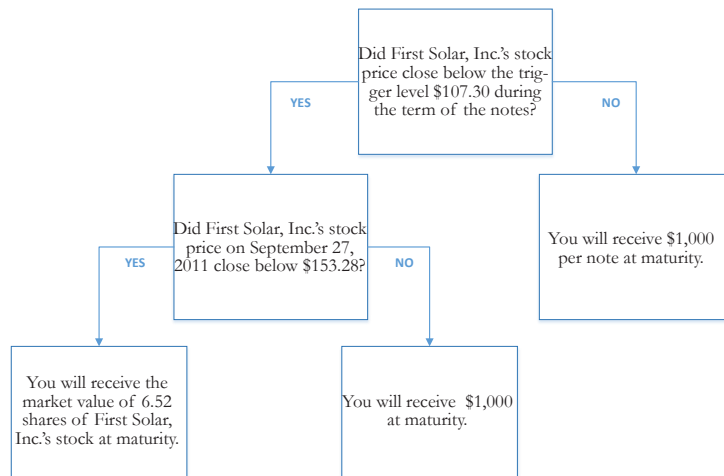 Did First Solar, Inc.'s stock
price close below the trig-
ger level $107.30 during
the term of the notes?
YES
NO
Did First Solar, Inc.'s stock
price on September 27,
2011 close below $153.28?
You will receive $1,000
per note at maturity.
YES
NO
You will receive the
market value of 6.52
shares of First Solar,
Inc.'s stock at maturity.
You will receive $1,000
at maturity.